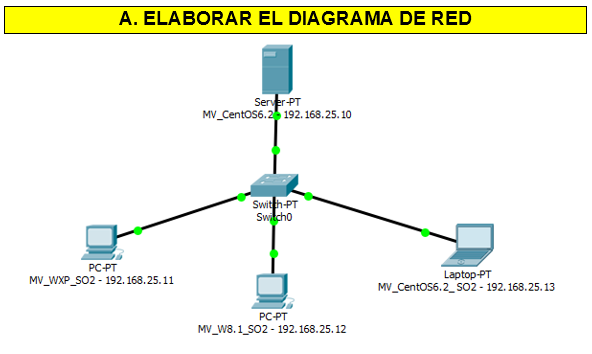 A. ELABORAR EL DIAGRAMA DE RED
Server-PT
MV_CentOS6.2 - 192.168.25.10
Switch-PT
Switch0
PC-PT
MV_WXP_SO2 - 192.168.25.11
Laptop-PT
MV_CentOS6.2_ SO2 - 192.168.25.13
PC-PT
MV_W8.1_SO2 - 192.168.25.12